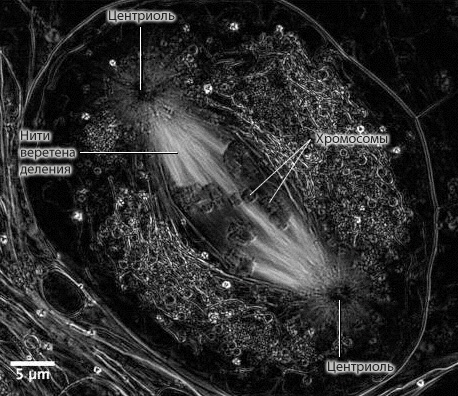 Центриоль
Нити
веретена
деления
Хромосомы
Центриоль
5 μm